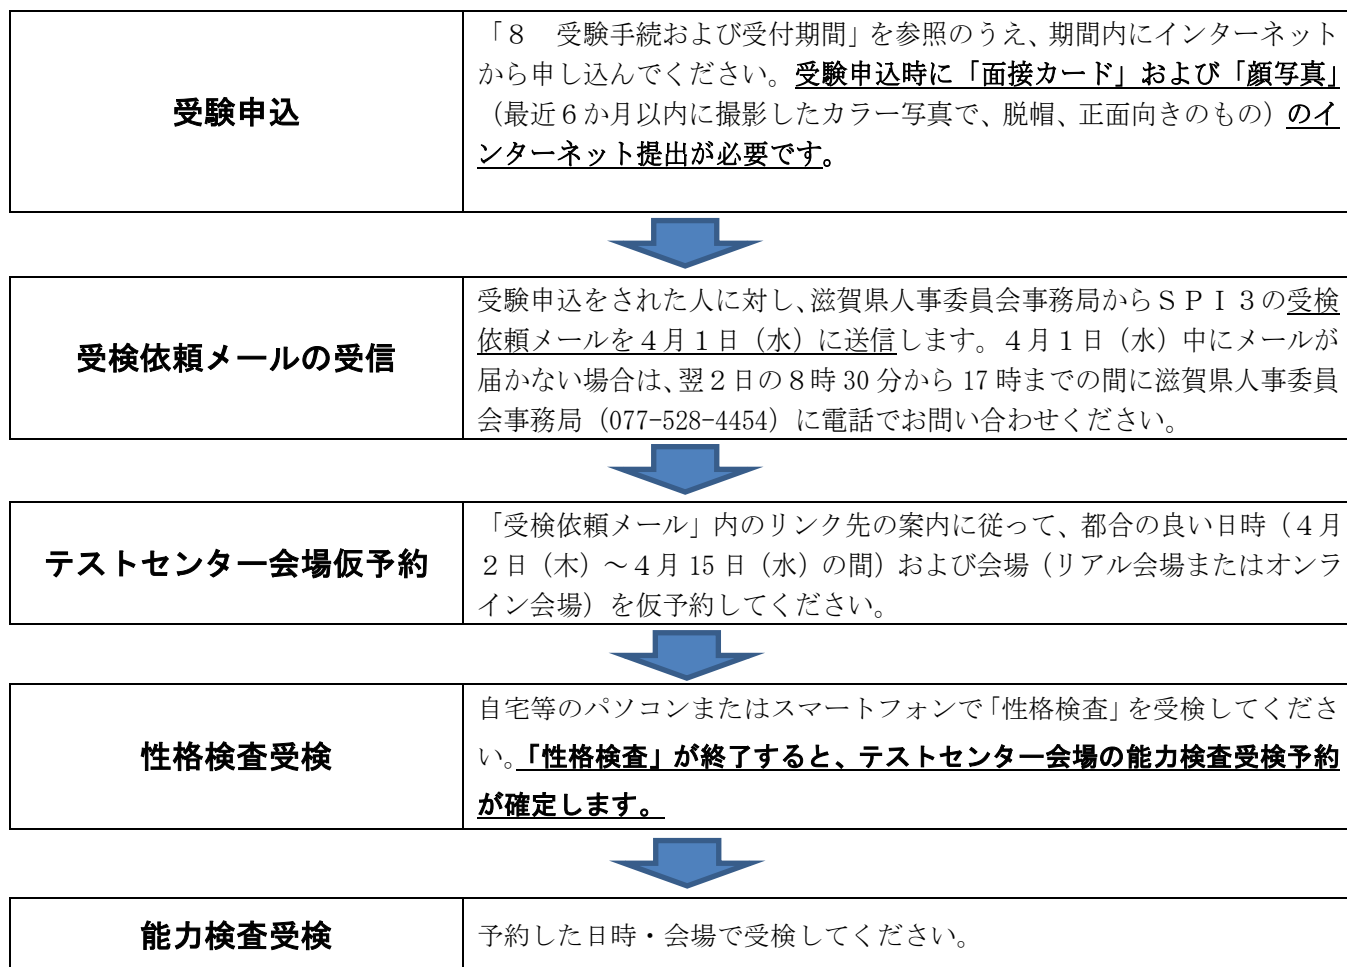 受験申込
「８　受験手続および受付期間」を参照のうえ、期間内にインターネット
から申し込んでください。受験申込時に「面接カード」および「顔写真」
（最近６か月以内に撮影したカラー写真で、脱帽、正面向きのもの）のイ
ンターネット提出が必要です。
受検依頼メールの受信
受験申込をされた人に対し、滋賀県人事委員会事務局からＳＰＩ３の受検
依頼メールを４月１日（水）に送信します。４月１日（水）中にメールが
届かない場合は、翌２日の８時 30 分から 17 時までの間に滋賀県人事委員
会事務局（077-528-4454）に電話でお問い合わせください。
テストセンター会場仮予約
「受検依頼メール」内のリンク先の案内に従って、都合の良い日時（４月
２日（木）～４月 15 日（水）の間）および会場（リアル会場またはオンラ
イン会場）を仮予約してください。
性格検査受検
自宅等のパソコンまたはスマートフォンで「性格検査」を受検してくださ
い。「性格検査」が終了すると、テストセンター会場の能力検査受検予約
が確定します。
能力検査受検
予約した日時・会場で受検してください。